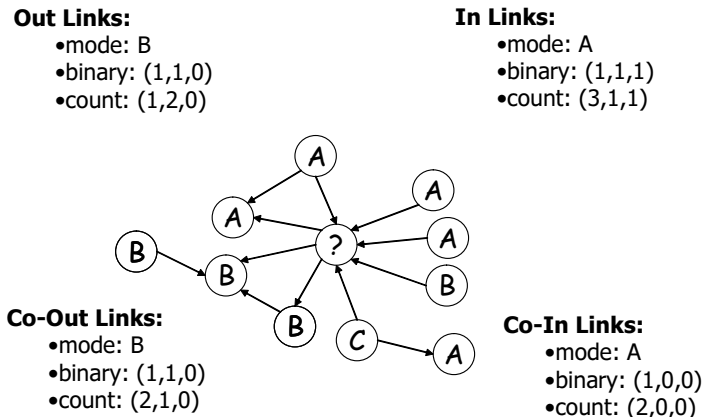 Out Links:
•mode: B
•binary: (1,1,0)
•count: (1,2,0)
In Links:
•mode: A
•binary: (1,1,1)
•count: (3,1,1)
A
A
A
A
?
B
B
B
B
C
A
Co-Out Links:
•mode: B
•binary: (1,1,0)
•count: (2,1,0)
Co-In Links:
•mode: A
•binary: (1,0,0)
•count: (2,0,0)